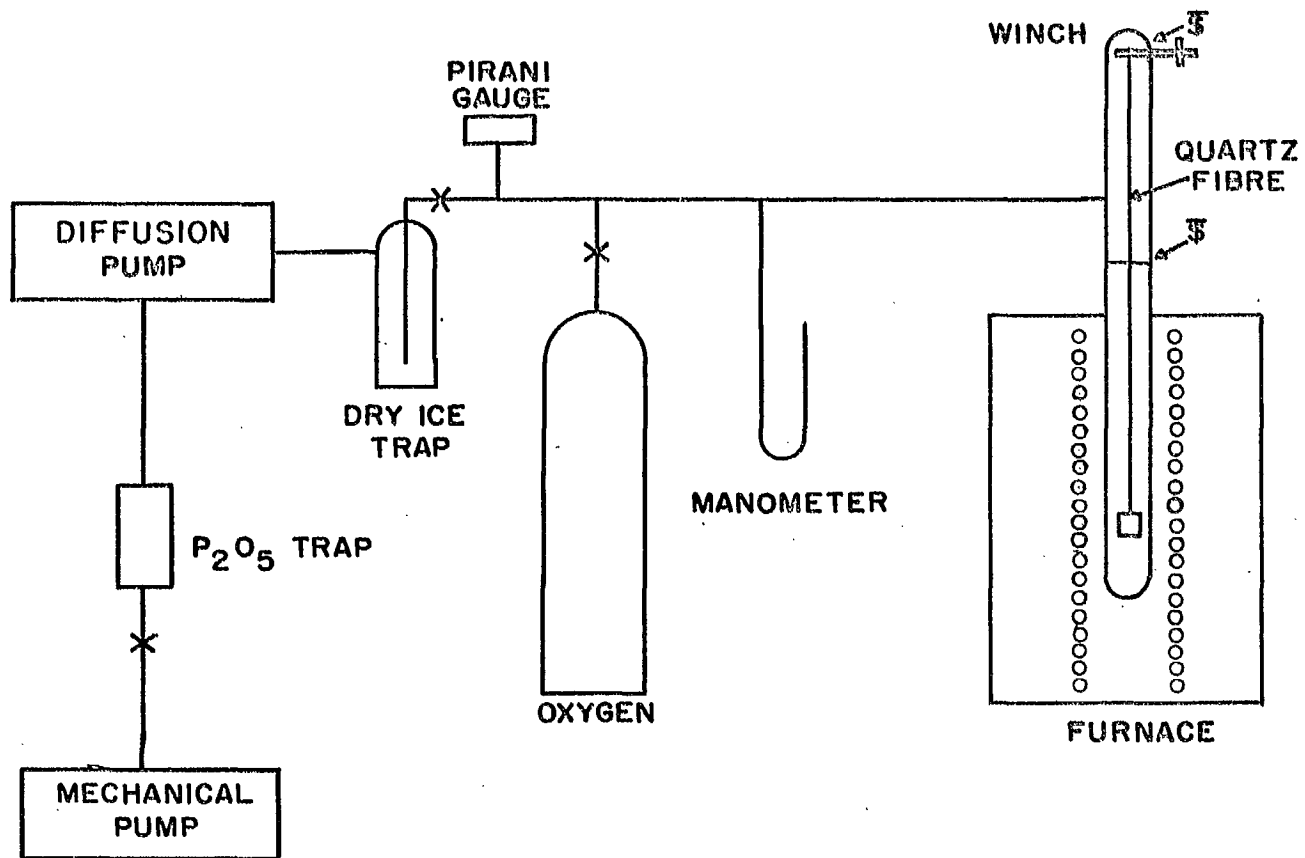 WINCH
PIRANI
GAUGE
QUARTZ
FIBRE
DIFFUSION
PUMP
DRY ICE
TRAP
MANOMETER
P₂O₅ TRAP
OXYGEN
FURNACE
MECHANICAL
PUMP